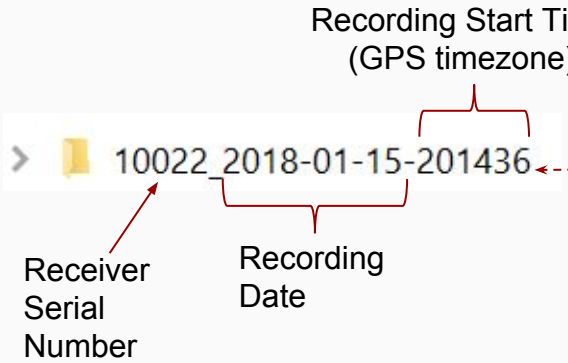 Recording Start Ti
(GPS timezone)
10022_2018-01-15-201436
Receiver
Serial
Number
Recording
Date